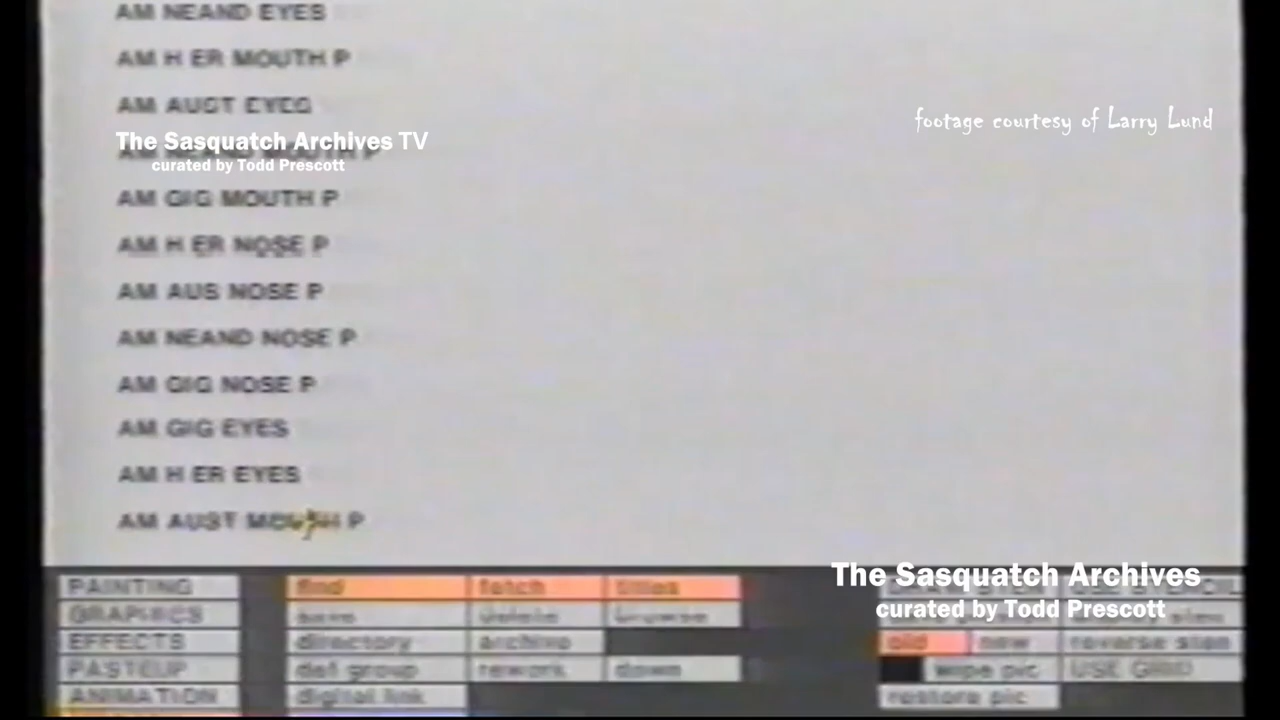 AM NEAND EYES
AM H ER MOUTH P
AM AUST EYES
footage courtesy of Larry Lund
The Sasquatch Archives TV
curated by Todd Prescott
AM GIG MOUTH P
AM H ER NOSE P
AM AUS NOSE P
AM NEAND NOSE P
AM GIG NOSE P
AM GIG EYES
AM H ER EYES
AM AUST MOUTH P
The Sasquatch Archives
curated by Todd Prescott
PAINTING find fetch titles
GRAPHICS save delete browse
EFFECTS directory archive old new reverse
PASTEUP def group rework down wipe pic USE GRID
ANIMATION digital link restore pic